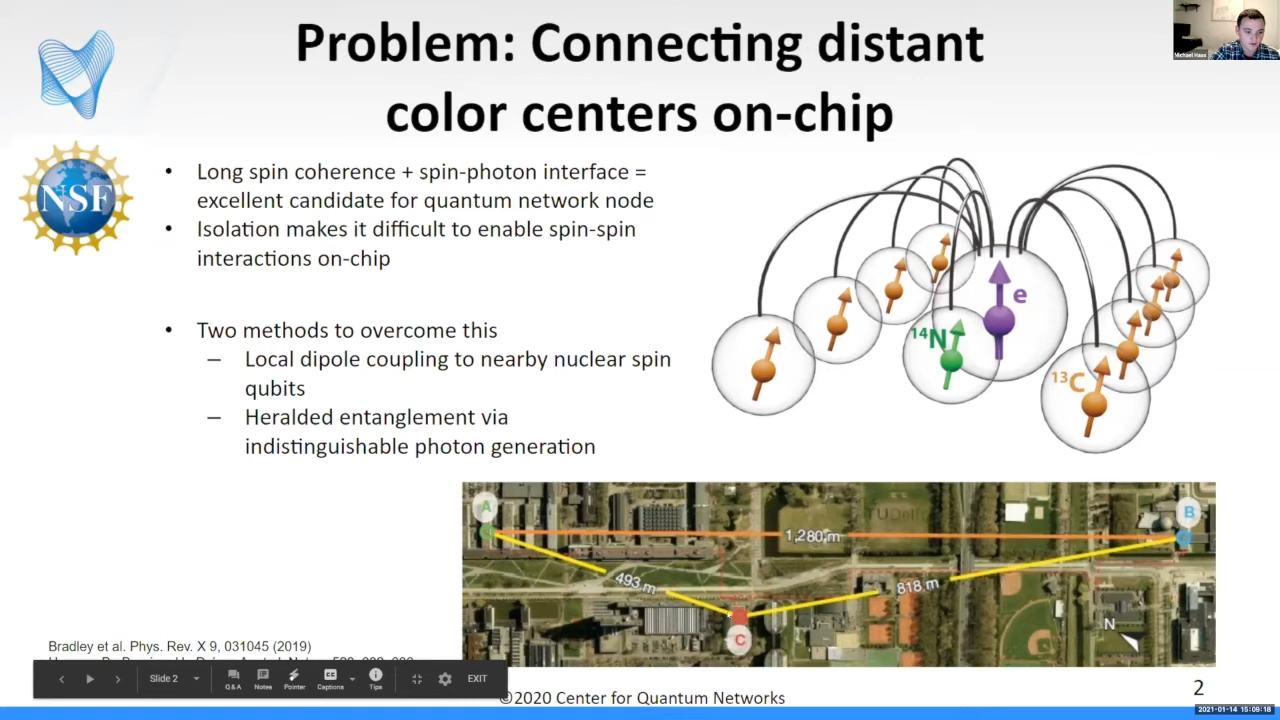 Problem: Connecting distant
color centers on-chip
Michael Haas
NSF
• Long spin coherence + spin-photon interface =
excellent candidate for quantum network node
• Isolation makes it difficult to enable spin-spin
interactions on-chip
• Two methods to overcome this
– Local dipole coupling to nearby nuclear spin
qubits
– Heralded entanglement via
indistinguishable photon generation
e
14N
13C
A
B
TUDelft
1,280 m
493 m
818 m
C
N
Bradley et al. Phys. Rev. X 9, 031045 (2019)
Slide 2
Q & A
Notes
Pointer
Captions
Tips
EXIT
©2020 Center for Quantum Networks
2
2021-01-14 15:09:18